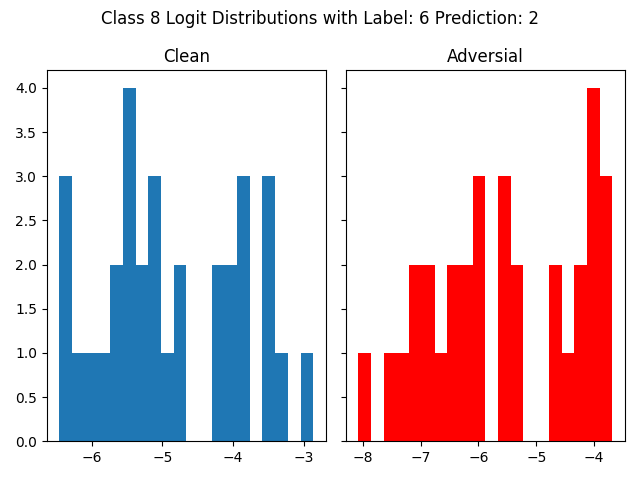 Class 8 Logit Distributions with Label: 6 Prediction: 2
Clean
Adversial
4.0
3.5
3.0
2.5
2.0
1.5
1.0
0.5
0.0
−6 −5 −4 −3
−8 −7 −6 −5 −4